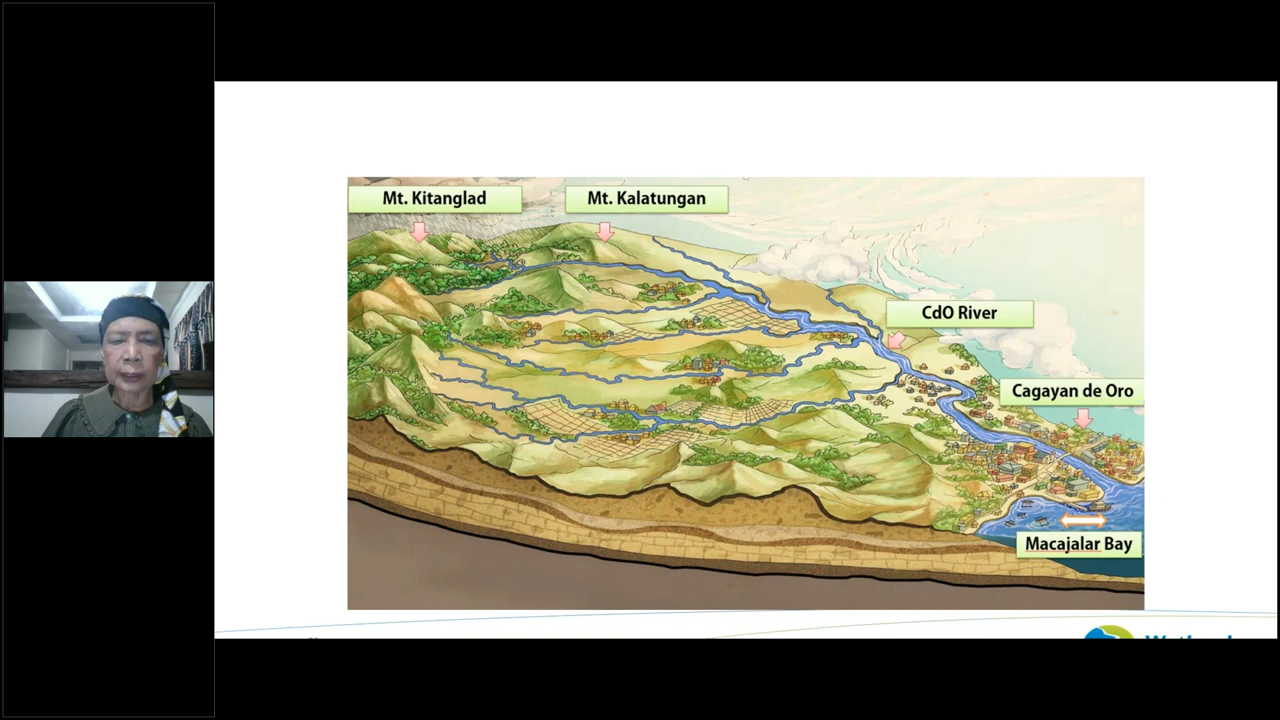 Mt. Kitanglad
Mt. Kalatungan
CdO River
Cagayan de Oro
Macajalar Bay